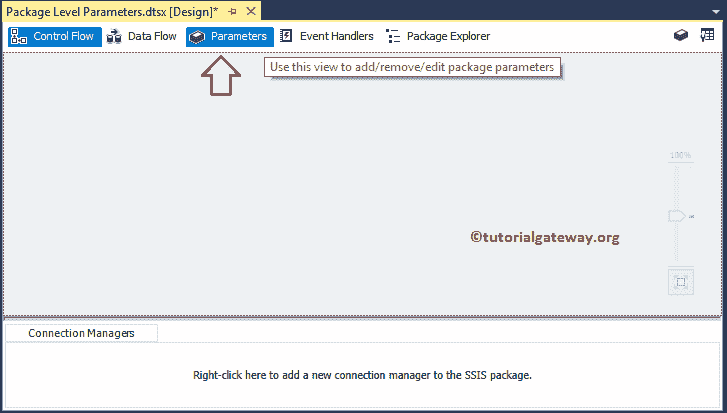 Package Level Parameters.dtsx [Design]*
Control Flow Data Flow Parameters Event Handlers Package Explorer
Use this view to add/remove/edit package parameters
100%
©tutorialgateway.org
Connection Managers
Right-click here to add a new connection manager to the SSIS package.